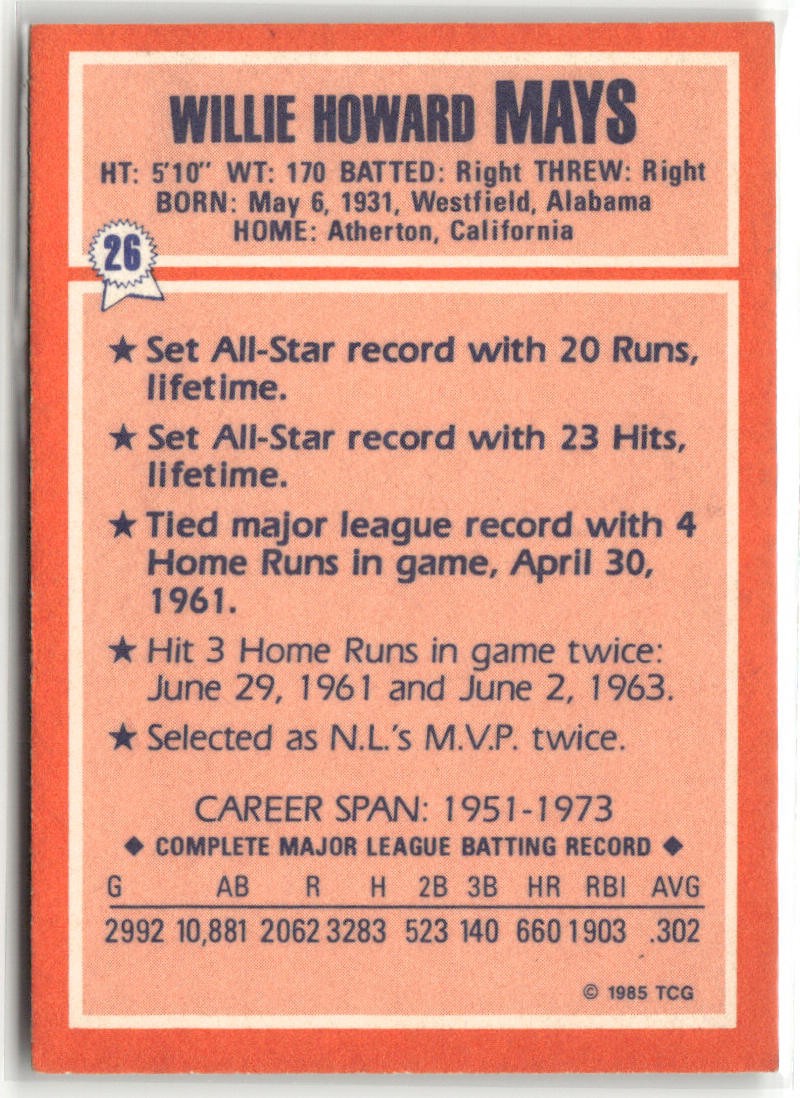 WILLIE HOWARD MAYS
HT: 5'10" WT: 170 BATTED: Right THREW: Right
BORN: May 6, 1931, Westfield, Alabama
HOME: Atherton, California
26
★ Set All-Star record with 20 Runs,
lifetime.
★ Set All-Star record with 23 Hits,
lifetime.
★ Tied major league record with 4
Home Runs in game, April 30,
1961.
★ Hit 3 Home Runs in game twice:
June 29, 1961 and June 2, 1963.
★ Selected as N.L.'s M.V.P. twice.
CAREER SPAN: 1951-1973
◆ COMPLETE MAJOR LEAGUE BATTING RECORD ◆
G AB R H 2B 3B HR RBI AVG
2992 10,881 2062 3283 523 140 660 1903 .302
© 1985 TCG